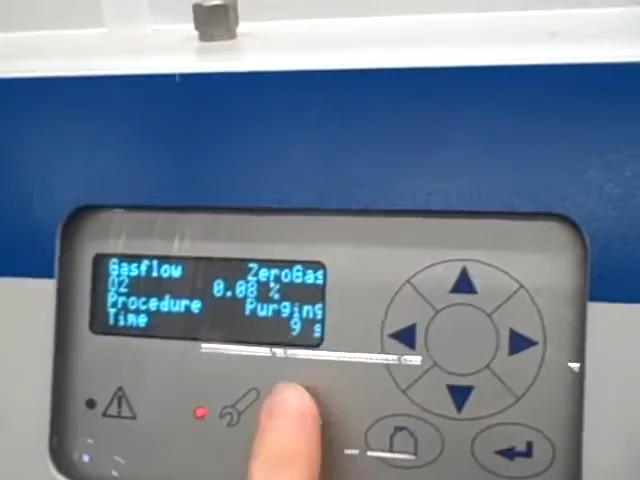 Gasflow ZeroGas
O2 0.08 %
Procedure Purging
Time 9 s